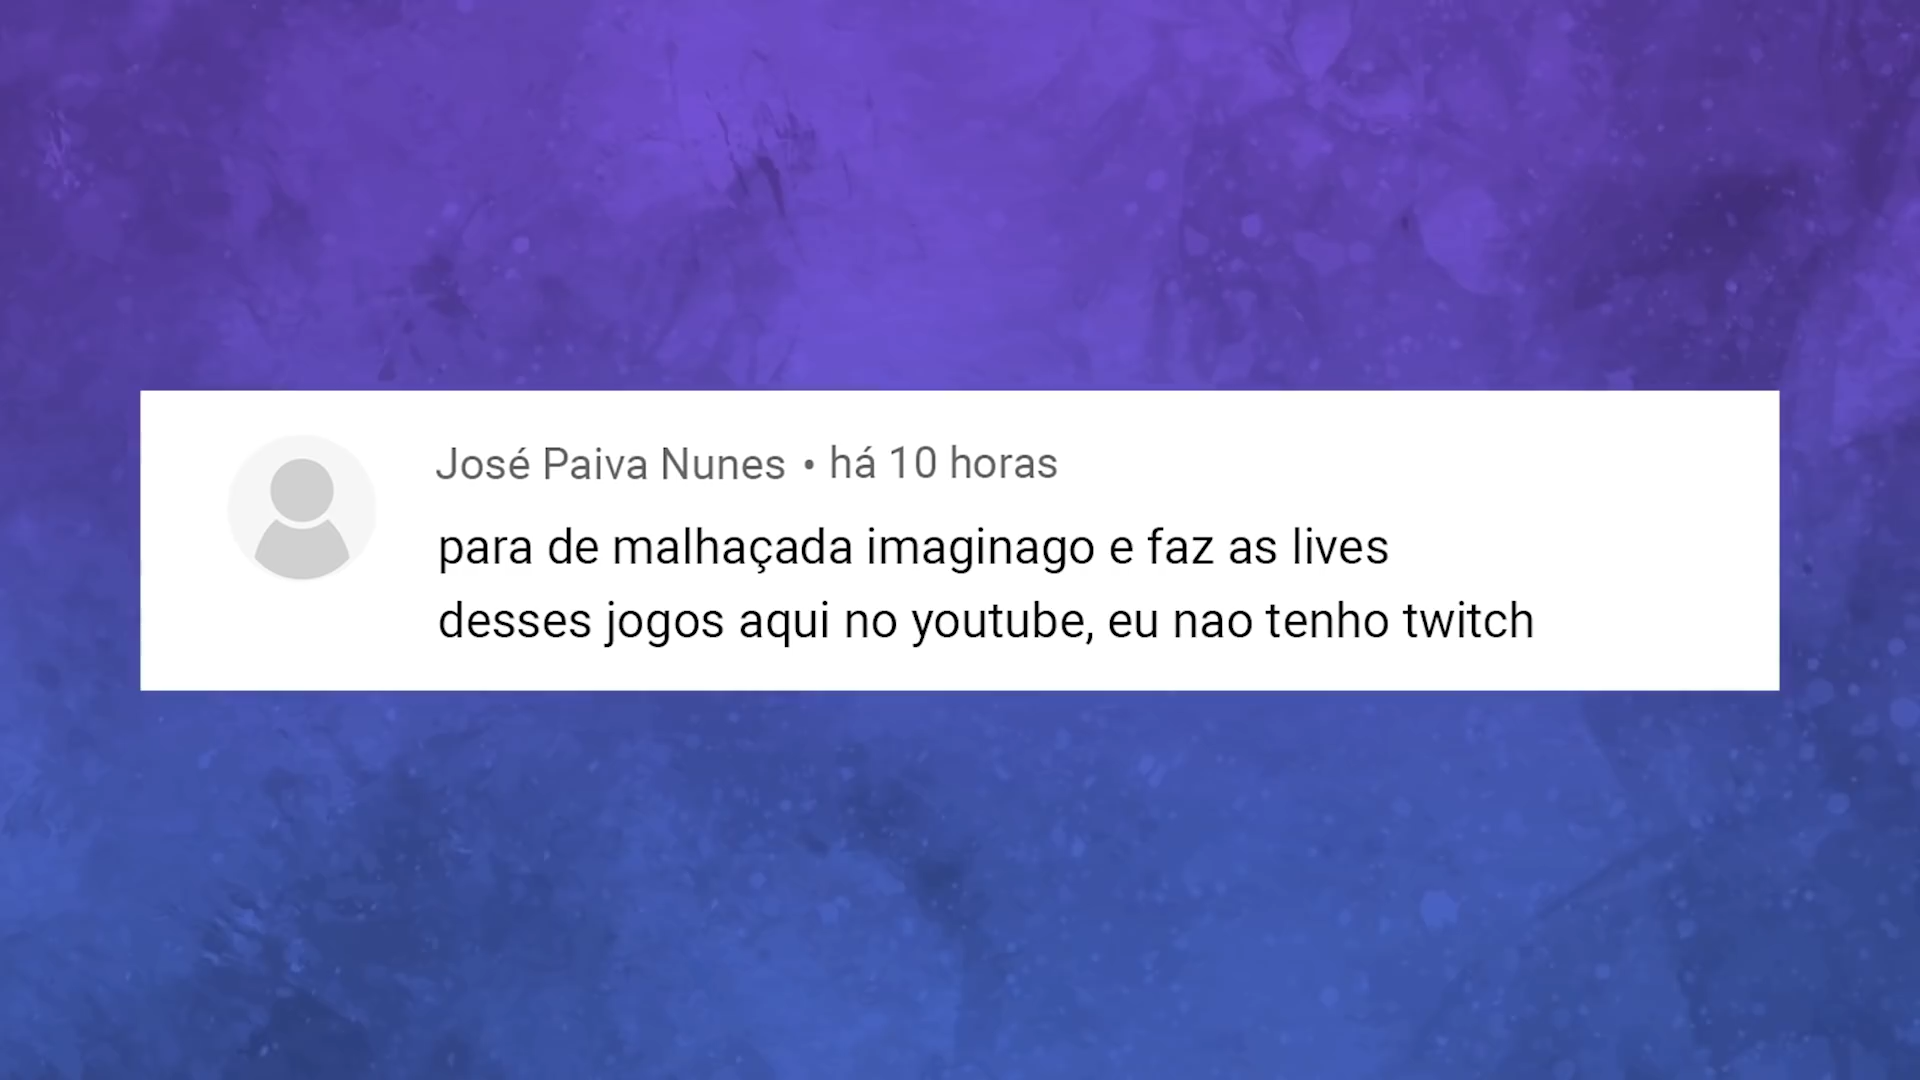 José Paiva Nunes • há 10 horas
para de malhaçada imaginago e faz as lives
desses jogos aqui no youtube, eu nao tenho twitch